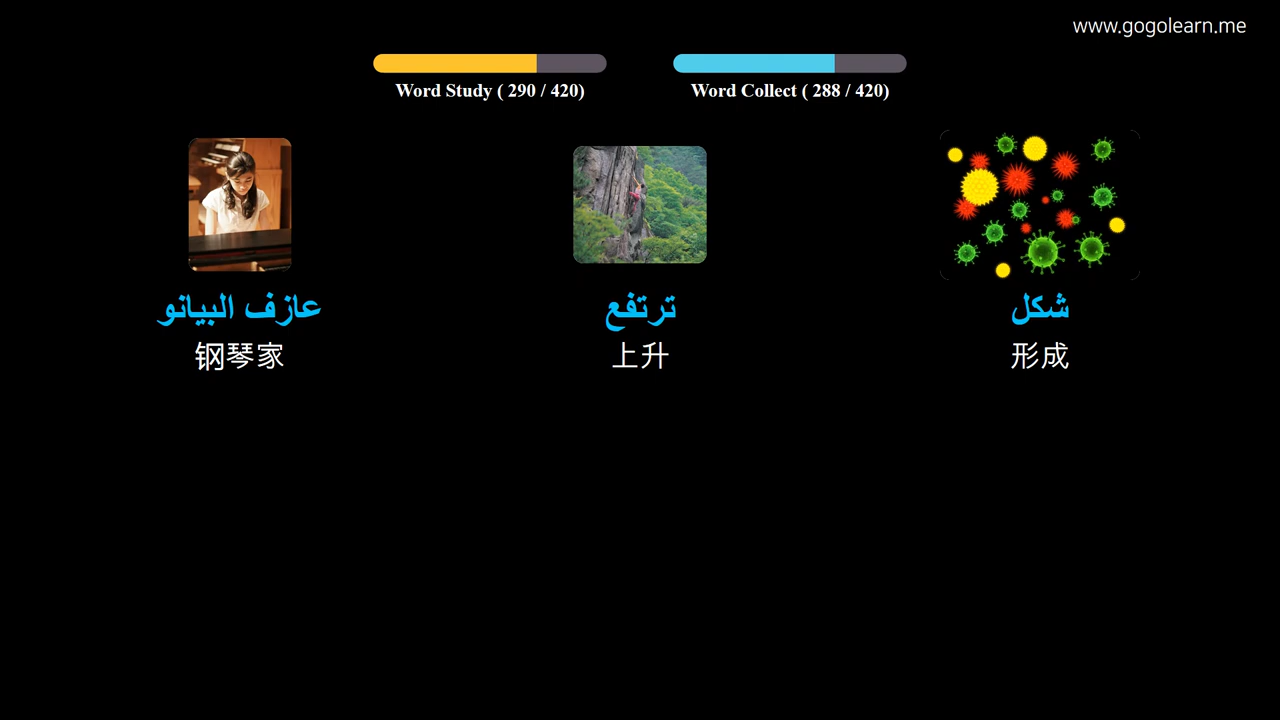 www.gogolearn.me
Word Study ( 290 / 420)
Word Collect ( 288 / 420)
عازف البيانو
ترتفع
شكل
钢琴家
上升
形成